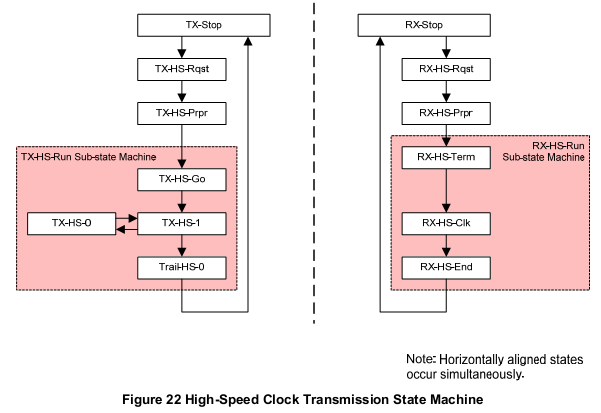 TX-Stop
TX-HS-Rqst
TX-HS-Prpr
TX-HS-Run Sub-state Machine
TX-HS-Go
TX-HS-0
TX-HS-1
Trail-HS-0
RX-Stop
RX-HS-Rqst
RX-HS-Prpr
RX-HS-Run
Sub-state Machine
RX-HS-Term
RX-HS-Clk
RX-HS-End
Note: Horizontally aligned states
occur simultaneously.
Figure 22 High-Speed Clock Transmission State Machine